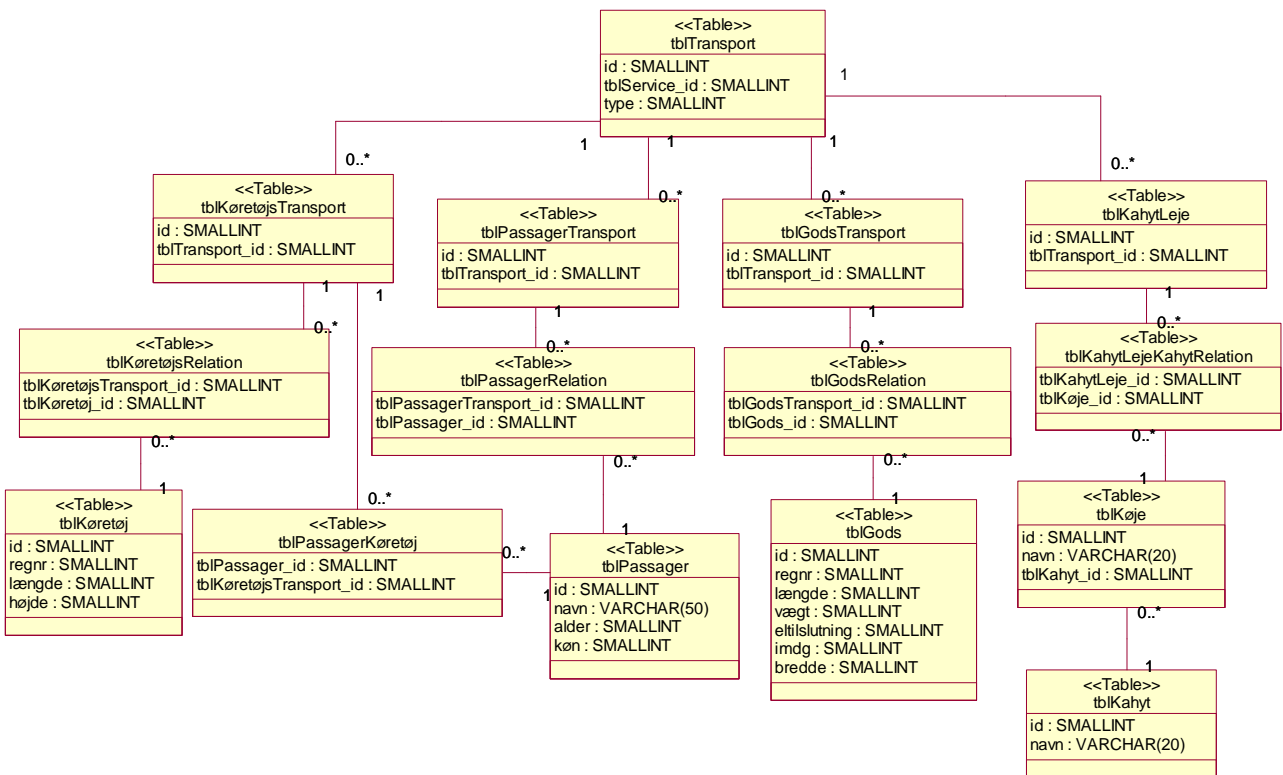 <<Table>>
tblTransport
id : SMALLINT
tblService_id : SMALLINT
type : SMALLINT
1
1
1
1
0..*
0..*
0..*
0..*
<<Table>>
tblKøretøjsTransport
id : SMALLINT
tblTransport_id : SMALLINT
<<Table>>
tblPassagerTransport
id : SMALLINT
tblTransport_id : SMALLINT
<<Table>>
tblGodsTransport
id : SMALLINT
tblTransport_id : SMALLINT
<<Table>>
tblKahytLeje
id : SMALLINT
tblTransport_id : SMALLINT
1
1
1
1
1
0..*
0..*
0..*
0..*
<<Table>>
tblKøretøjsRelation
tblKøretøjsTransport_id : SMALLINT
tblKøretøj_id : SMALLINT
<<Table>>
tblPassagerRelation
tblPassagerTransport_id : SMALLINT
tblPassager_id : SMALLINT
<<Table>>
tblGodsRelation
tblGodsTransport_id : SMALLINT
tblGods_id : SMALLINT
<<Table>>
tblKahytLejeKahytRelation
tblKahytLeje_id : SMALLINT
tblKøje_id : SMALLINT
0..*
0..*
0..*
0..*
1
0..*
1
1
1
<<Table>>
tblKøretøj
id : SMALLINT
regnr : SMALLINT
længde : SMALLINT
højde : SMALLINT
<<Table>>
tblPassagerKøretøj
tblPassager_id : SMALLINT
tblKøretøjsTransport_id : SMALLINT
0..*
1
<<Table>>
tblPassager
id : SMALLINT
navn : VARCHAR(50)
alder : SMALLINT
køn : SMALLINT
<<Table>>
tblGods
id : SMALLINT
regnr : SMALLINT
længde : SMALLINT
vægt : SMALLINT
eltilslutning : SMALLINT
imdg : SMALLINT
bredde : SMALLINT
<<Table>>
tblKøje
id : SMALLINT
navn : VARCHAR(20)
tblKahyt_id : SMALLINT
0..*
1
<<Table>>
tblKahyt
id : SMALLINT
navn : VARCHAR(20)